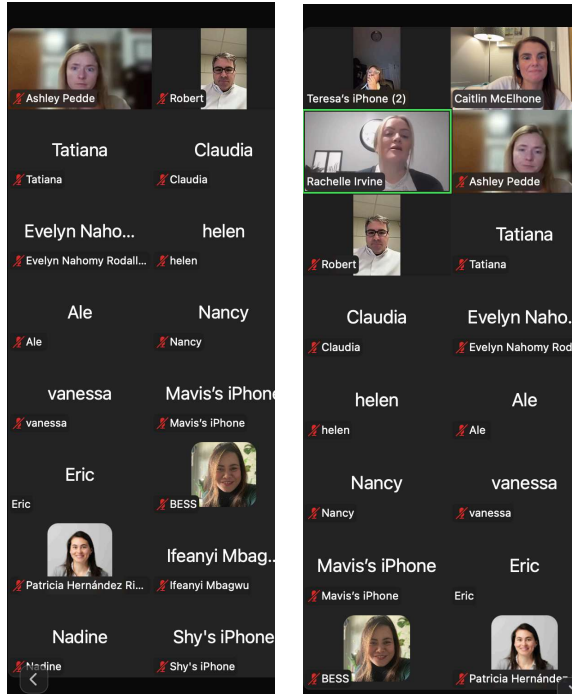 Ashley Pedde
Robert
Tatiana
Claudia
Tatiana
Claudia
Evelyn Naho...
helen
Evelyn Nahomy Rodall...
helen
Ale
Nancy
Ale
Nancy
vanessa
Mavis's iPhone
vanessa
Mavis's iPhone
Eric
Eric
BESS
Ifeanyi Mbag...
Patricia Hernández Ri...
Ifeanyi Mbagwu
Nadine
Shy's iPhone
Nadine
Shy's iPhone
Teresa's iPhone (2)
Caitlin McElhone
Rachelle Irvine
Ashley Pedde
Robert
Tatiana
Tatiana
Claudia
Evelyn Naho.
Claudia
Evelyn Nahomy Rod
helen
Ale
helen
Ale
Nancy
vanessa
Nancy
vanessa
Mavis's iPhone
Eric
Mavis's iPhone
Eric
BESS
Patricia Hernández